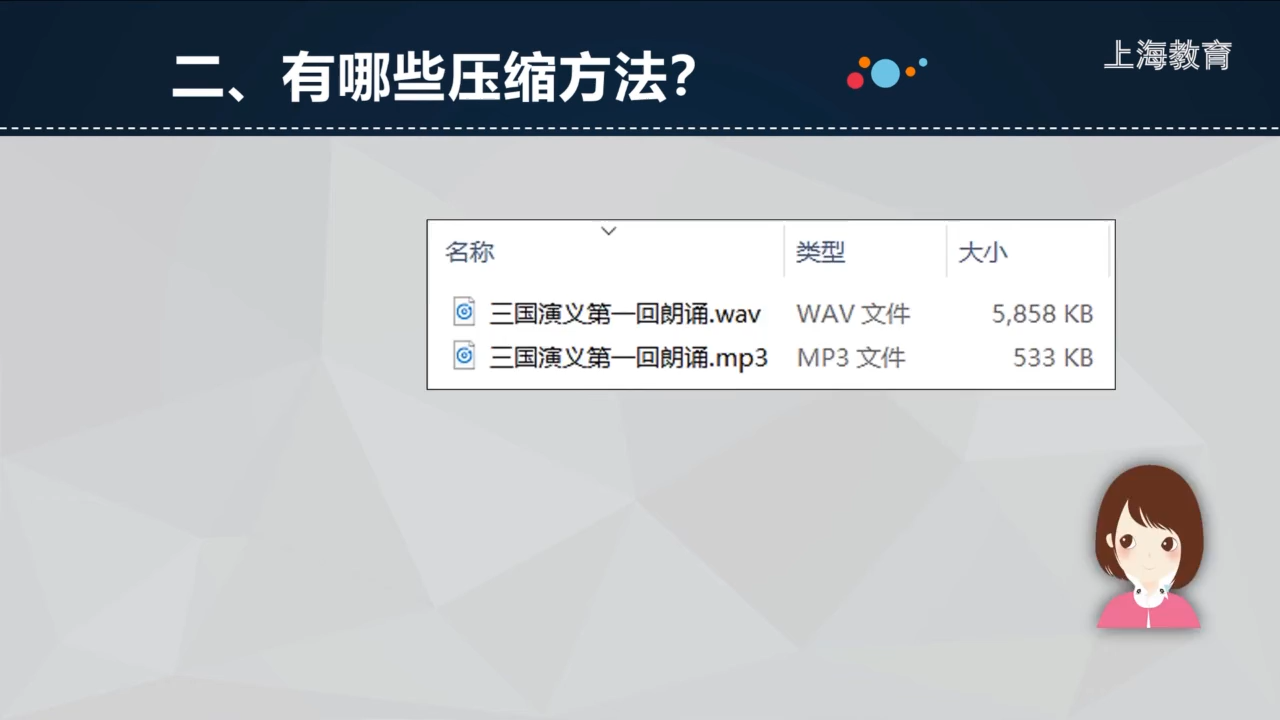 二、有哪些压缩方法？
上海教育
名称 类型 大小
三国演义第一回朗诵.wav WAV 文件 5,858 KB
三国演义第一回朗诵.mp3 MP3 文件 533 KB